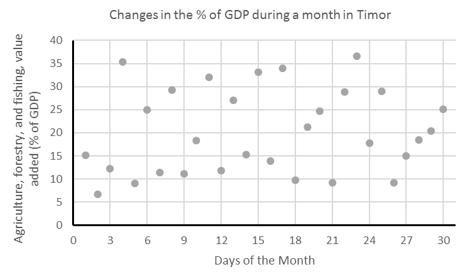 Changes in the % of GDP during a month in Timor
Agriculture, forestry, and fishing, value
added (% of GDP)
40
35
30
25
20
15
10
5
0
0 3 6 9 12 15 18 21 24 27 30
Days of the Month